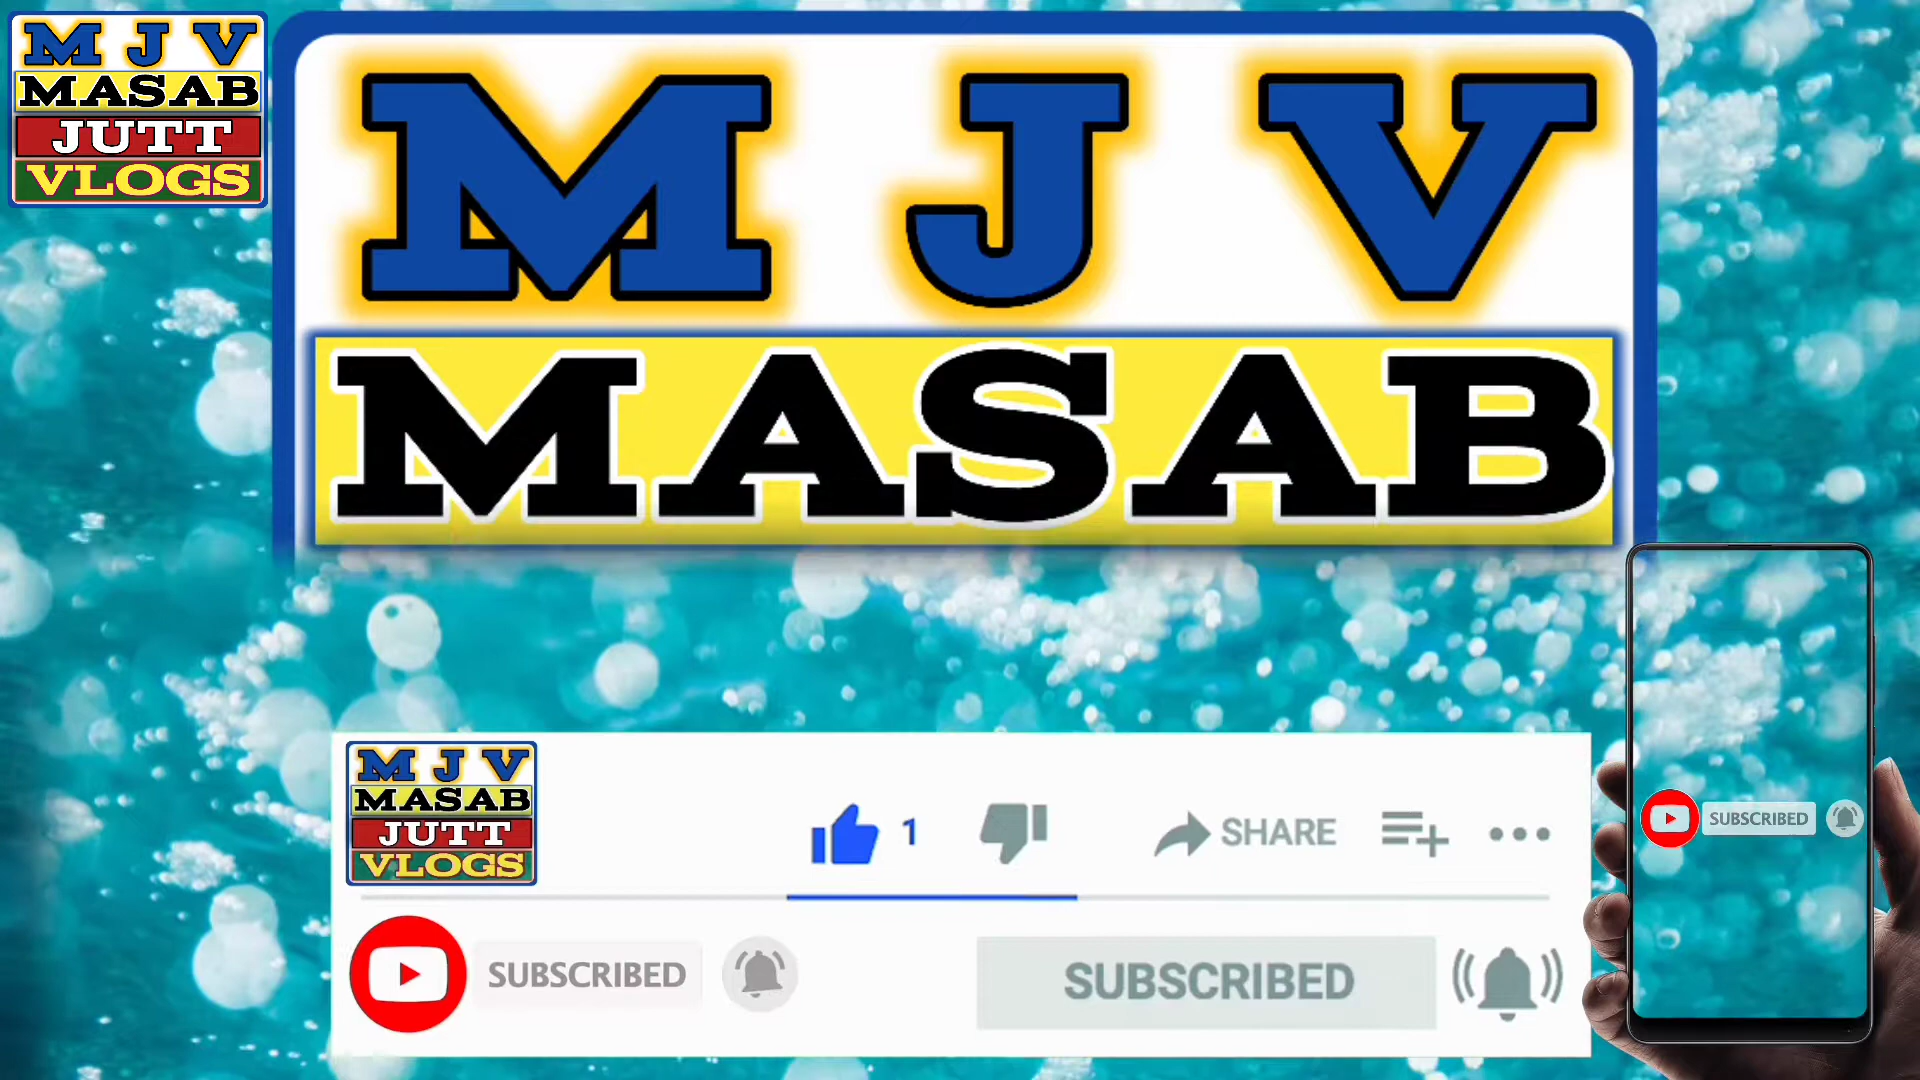 M J V
MASAB
JUTT
VLOGS
M J V
MASAB
M J V
MASAB
JUTT
VLOGS
1
SHARE
SUBSCRIBED
SUBSCRIBED
SUBSCRIBED